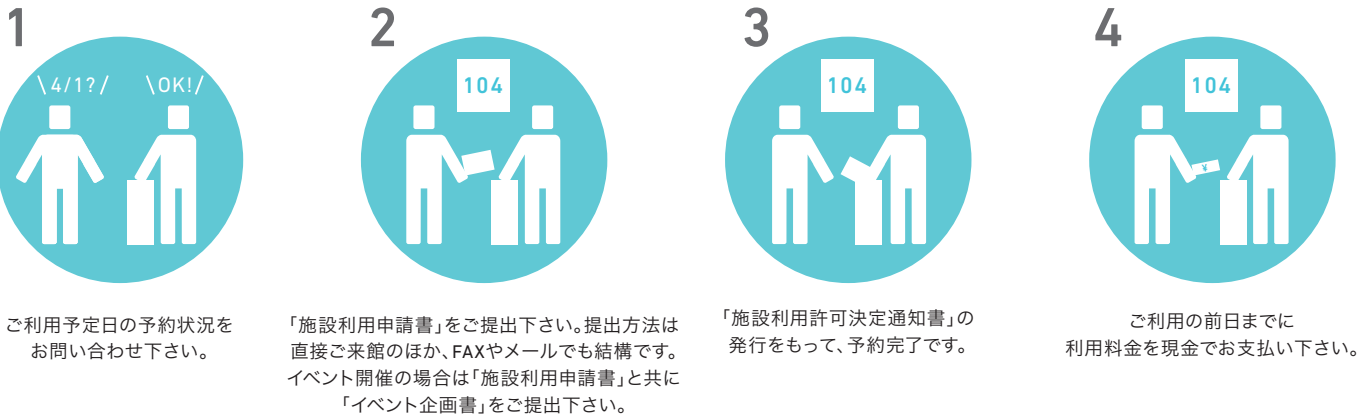 1
\4/1?/ \OK!/
ご利用予定日の予約状況を
お問い合わせ下さい。
2
104
「施設利用申請書」をご提出下さい。提出方法は
直接ご来館のほか、FAXやメールでも結構です。
イベント開催の場合は「施設利用申請書」と共に
「イベント企画書」をご提出下さい。
3
104
「施設利用許可決定通知書」の
発行をもって、予約完了です。
4
104
¥
ご利用の前日までに
利用料金を現金でお支払い下さい。